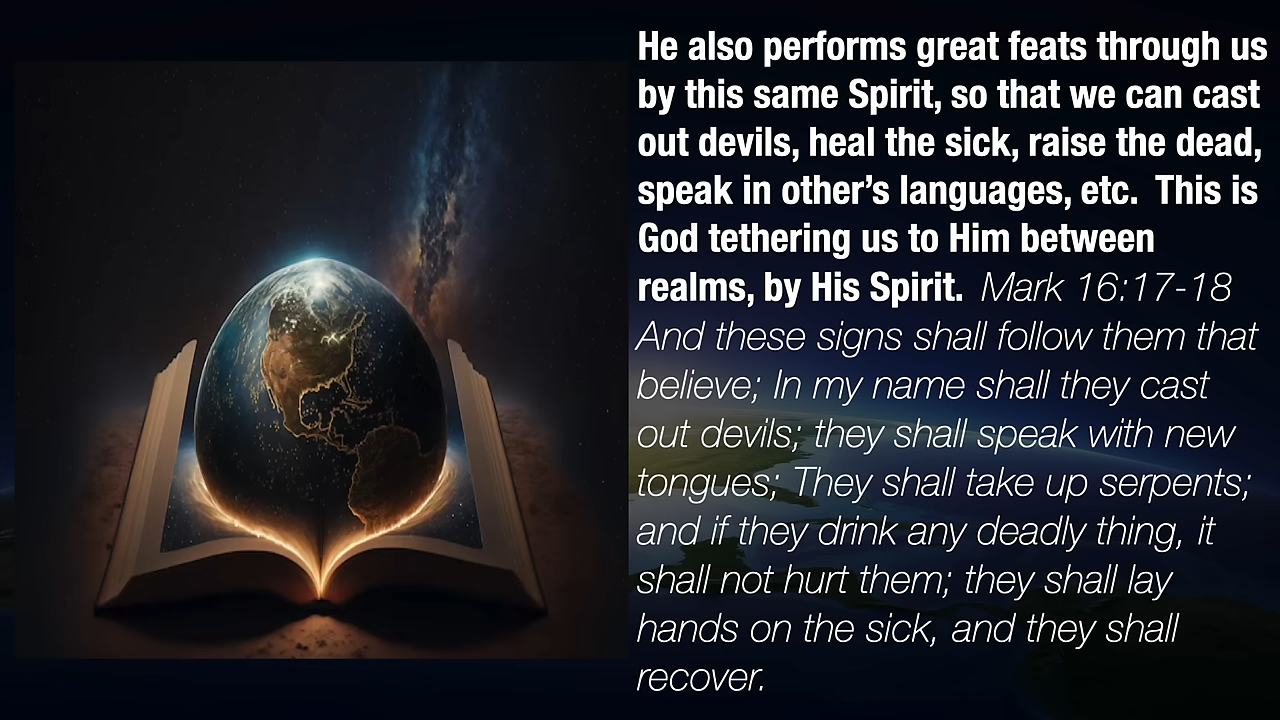 He also performs great feats through us
by this same Spirit, so that we can cast
out devils, heal the sick, raise the dead,
speak in other’s languages, etc.  This is
God tethering us to Him between
realms, by His Spirit.  Mark 16:17-18
And these signs shall follow them that
believe; In my name shall they cast
out devils; they shall speak with new
tongues; They shall take up serpents;
and if they drink any deadly thing, it
shall not hurt them; they shall lay
hands on the sick, and they shall
recover.